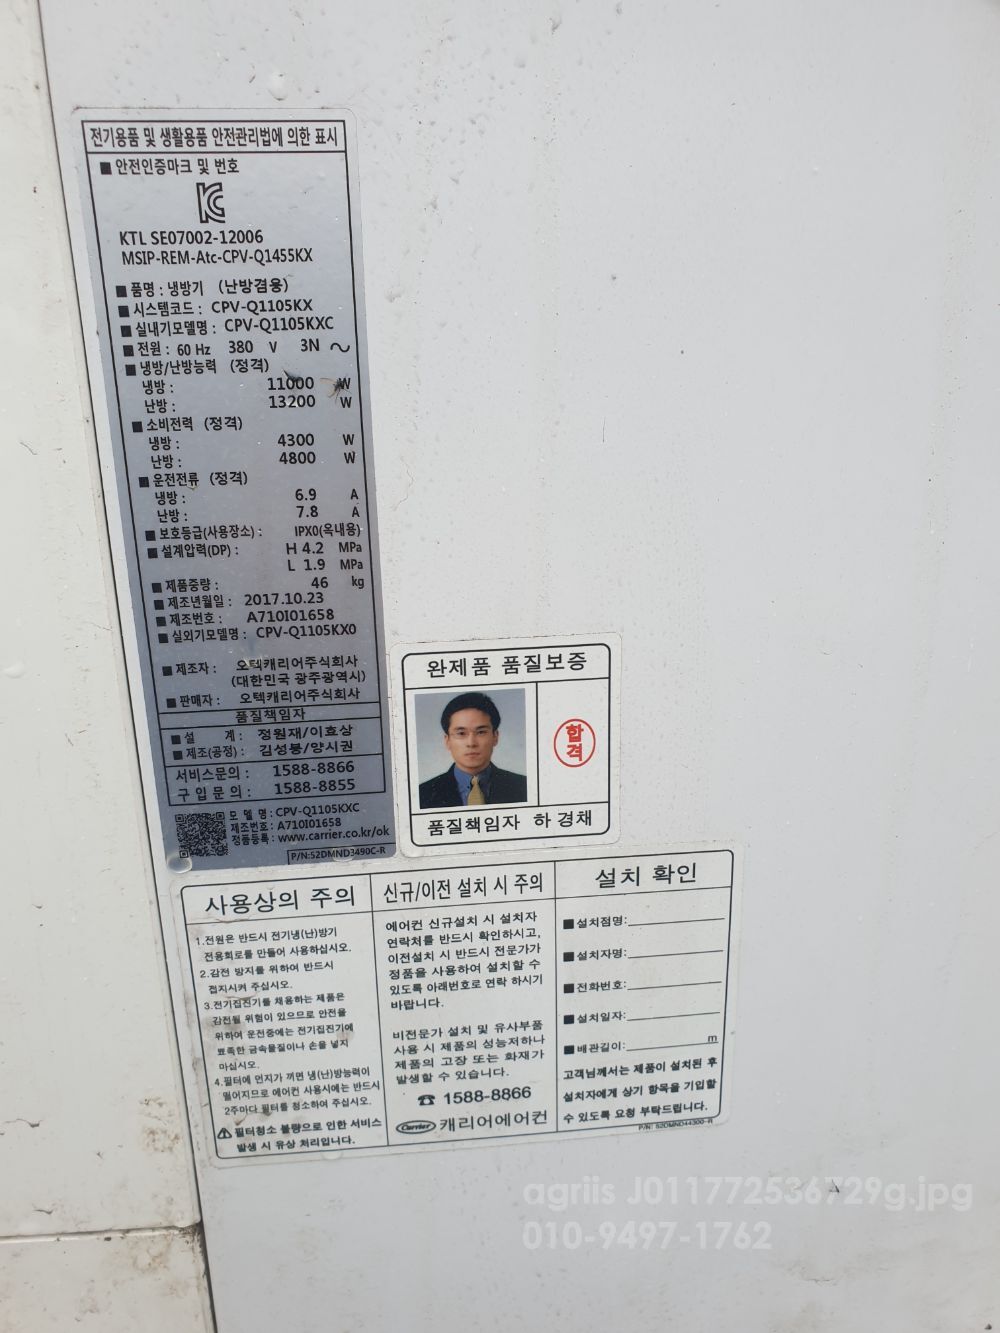 전기용품 및 생활용품 안전관리법에 의한 표시
■ 안전인증마크 및 번호
KTL SE07002-12006
MSIP-REM-Atc-CPV-Q1455KX
■ 품명 : 냉방기 (난방겸용)
■ 시스템코드 : CPV-Q1105KX
■ 실내기모델명 : CPV-Q1105KXC
■ 전원 : 60 Hz 380 V 3N ~
■ 냉방/난방능력 (정격)
냉방 : 11000 W
난방 : 13200 W
■ 소비전력 (정격)
냉방 : 4300 W
난방 : 4800 W
■ 운전전류 (정격)
냉방 : 6.9 A
난방 : 7.8 A
■ 보호등급(사용장소) : IPX0(옥내용)
■ 설계압력(DP) : H 4.2 MPa
L 1.9 MPa
■ 제품중량 : 46 kg
■ 제조년월일 : 2017.10.23
■ 제조번호 : A710I01658
■ 실외기모델명 : CPV-Q1105KX0
■ 제조자 : 오텍캐리어주식회사
(대한민국 광주광역시)
■ 판매자 : 오텍캐리어주식회사
품질책임자
■ 설 계 : 정원재/이효상
■ 제조(공정) : 김성봉/양시권
서비스문의 : 1588-8866
구입문의 : 1588-8855
모 델 명 : CPV-Q1105KXC
제조번호 : A710I01658
정품등록 : www.carrier.co.kr/ok
P/N:52DMND3490C-R
완제품 품질보증
합격
품질책임자 하경채
사용상의 주의
1.전원은 반드시 전기냉(난)방기
전용회로를 만들어 사용하십시오.
2.감전 방지를 위하여 반드시
접지시켜 주십시오.
3.전기집진기를 채용하는 제품은
감전될 위험이 있으므로 안전을
위하여 운전중에는 전기집진기에
뾰족한 금속물질이나 손을 넣지
마십시오.
4.필터에 먼지가 끼면 냉(난)방능력이
떨어지므로 에어컨 사용시에는 반드시
2주마다 필터를 청소하여 주십시오.
⚠ 필터청소 불량으로 인한 서비스
발생 시 유상 처리입니다.
신규/이전 설치 시 주의
에어컨 신규설치 시 설치자
연락처를 반드시 확인하시고,
이전설치 시 반드시 전문가가
정품을 사용하여 설치할 수
있도록 아래번호로 연락 하시기
바랍니다.
비전문가 설치 및 유사부품
사용 시 제품의 성능저하나
제품의 고장 또는 화재가
발생할 수 있습니다.
☎ 1588-8866
Carrier 캐리어에어컨
설치 확인
■ 설치점명:
■ 설치자명:
■ 전화번호:
■ 설치일자:
■ 배관길이: m
고객님께서는 제품이 설치된 후
설치자에게 상기 항목을 기입할
수 있도록 요청 부탁드립니다.
P/N: 52DMND44300-R
agriis J011772536729g.jpg
010-9497-1762